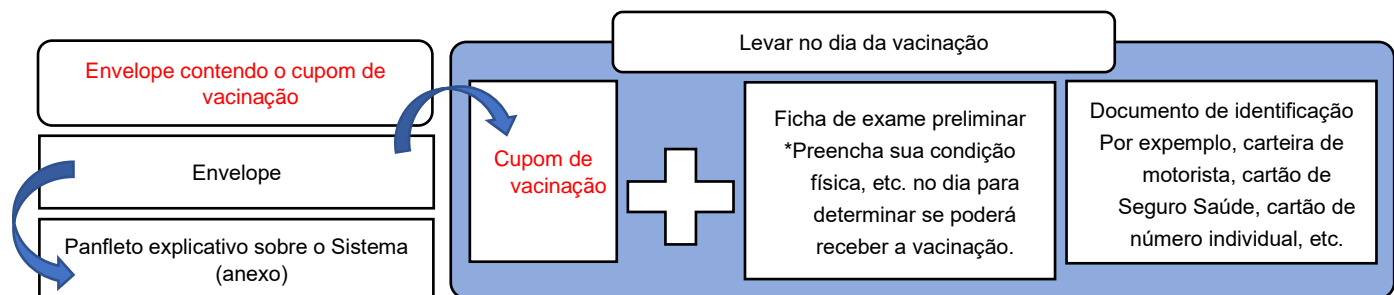 Envelope contendo o cupom de
vacinação
Envelope
Panfleto explicativo sobre o Sistema
(anexo)
Levar no dia da vacinação
Cupom de
vacinação
Ficha de exame preliminar
*Preencha sua condição
física, etc. no dia para
determinar se poderá
receber a vacinação.
Documento de identificação
Por expemplo, carteira de
motorista, cartão de
Seguro Saúde, cartão de
número individual, etc.